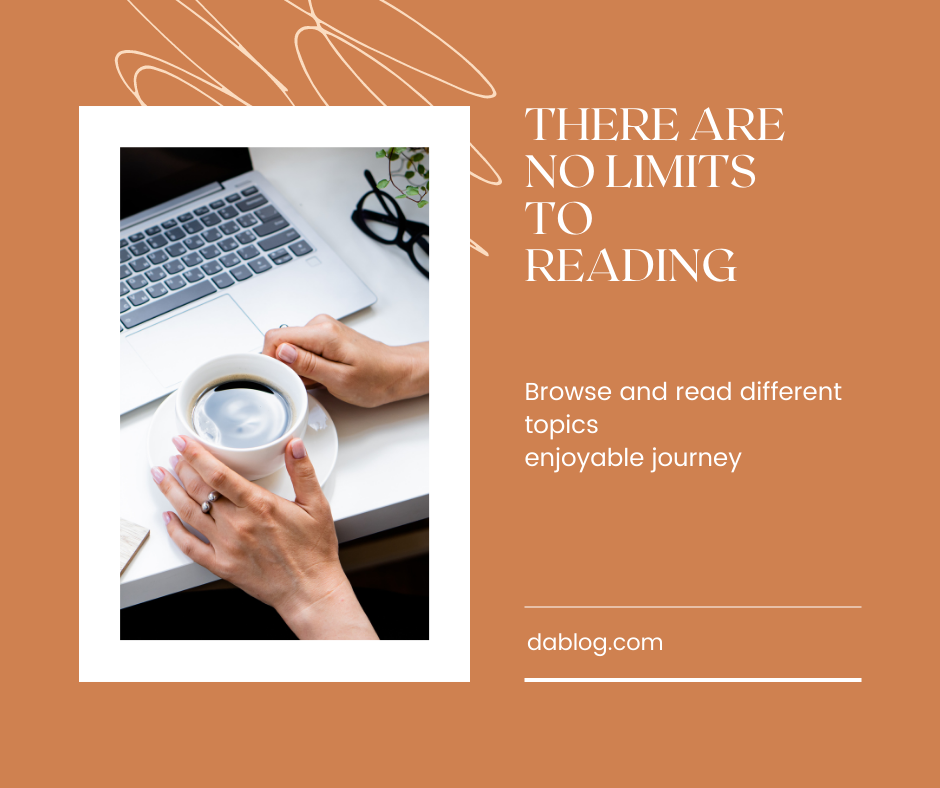 THERE ARE
NO LIMITS
TO
READING
Browse and read different
topics
enjoyable journey
dablog.com